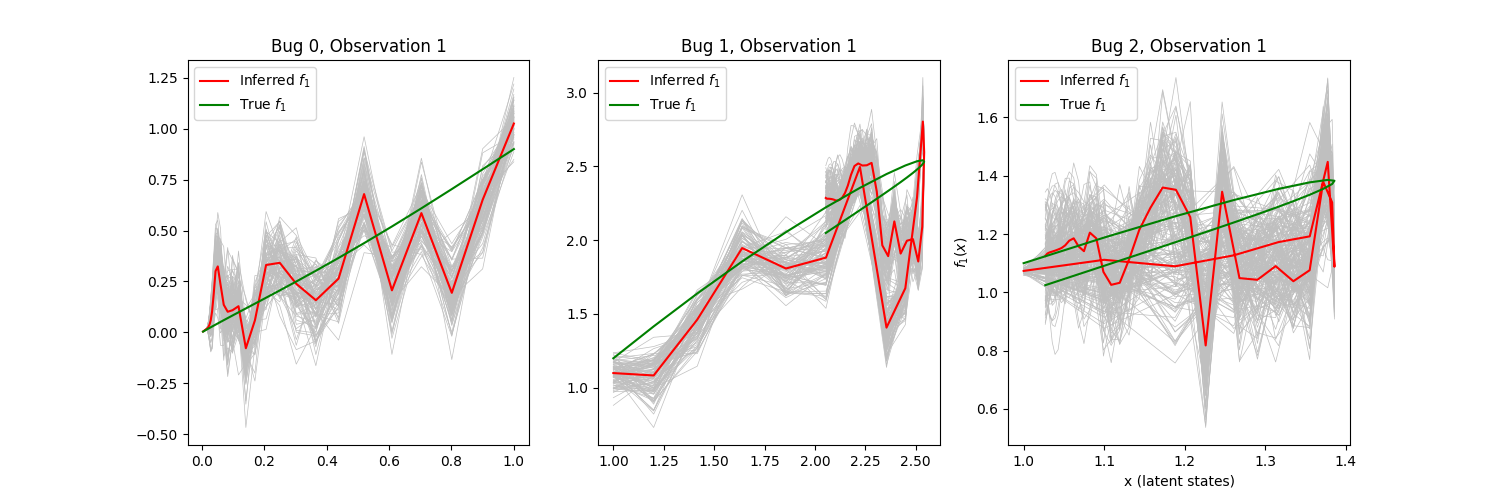 Bug 0, Observation 1
Inferred f₁
True f₁
1.25
1.00
0.75
0.50
0.25
0.00
−0.25
−0.50
0.0 0.2 0.4 0.6 0.8 1.0
Bug 1, Observation 1
Inferred f₁
True f₁
3.0
2.5
2.0
1.5
1.0
1.00 1.25 1.50 1.75 2.00 2.25 2.50
Bug 2, Observation 1
Inferred f₁
True f₁
f₁(x)
1.6
1.4
1.2
1.0
0.8
0.6
1.0 1.1 1.2 1.3 1.4
x (latent states)